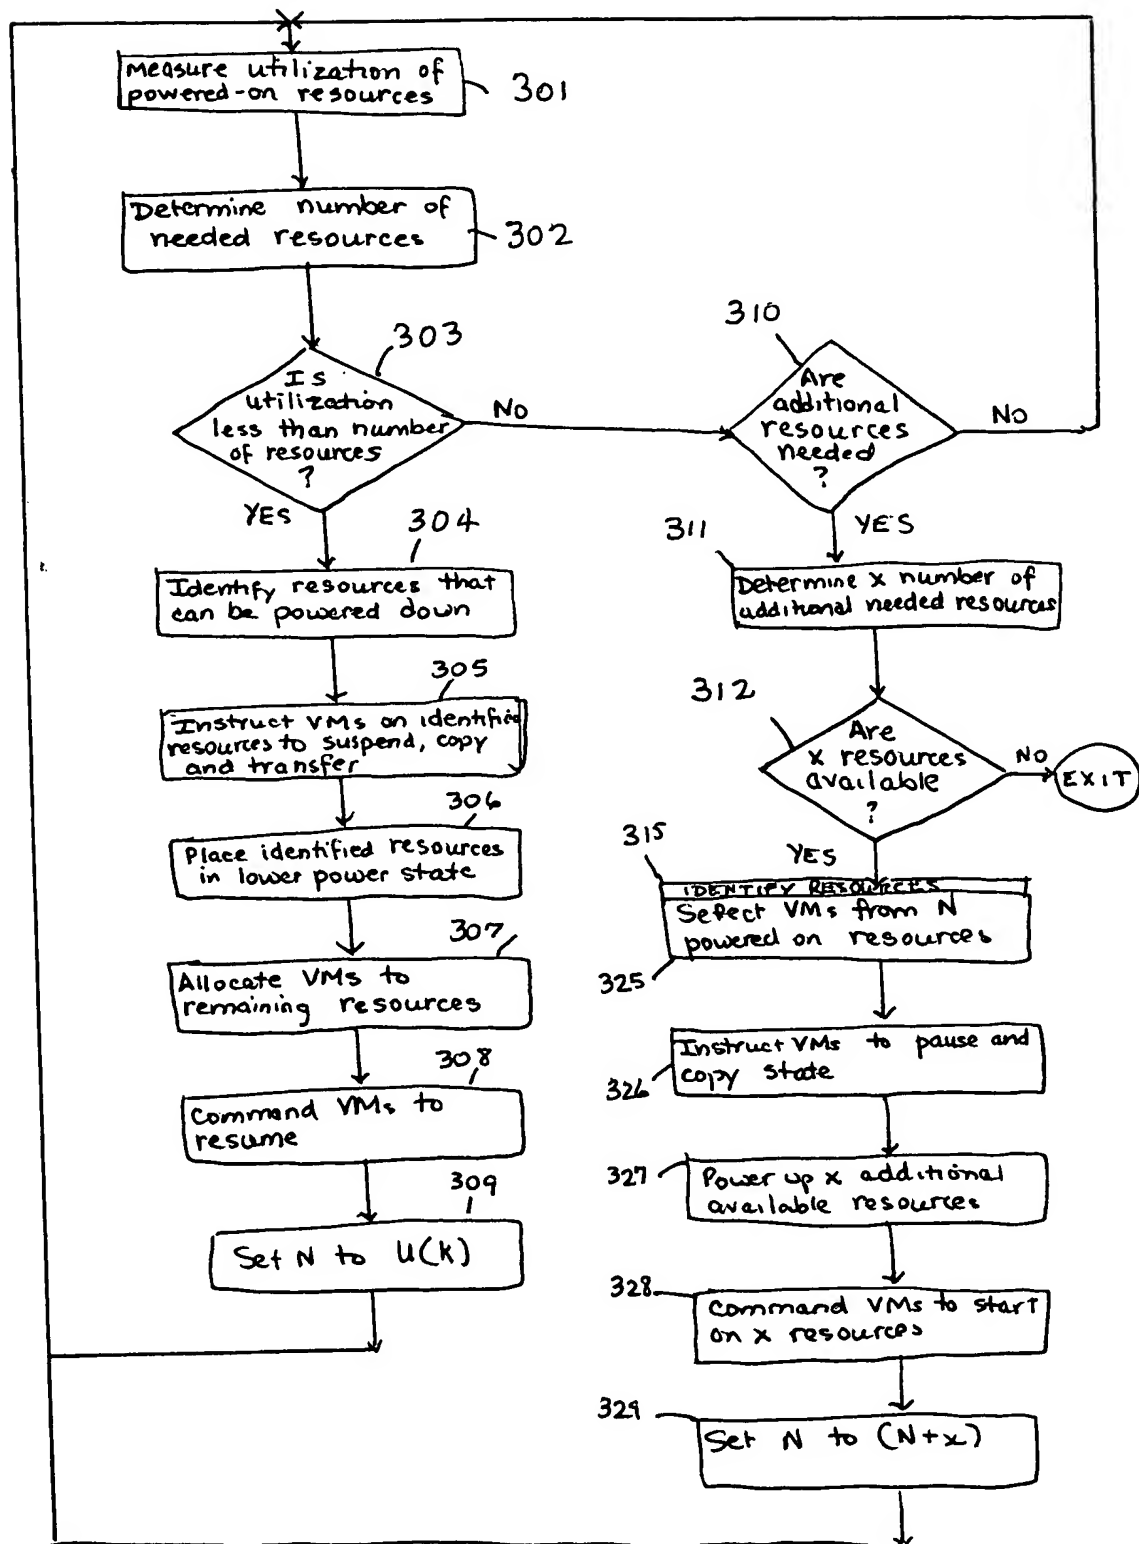 Measure utilization of
powered-on resources
301
Determine number of
needed resources
302
303
Is
utilization
less than number
of resources
?
NO
YES
310
Are
additional
resources
needed
?
NO
YES
304
Identify resources that
can be powered down
305
Instruct VMs on identified
resources to suspend, copy
and transfer
306
Place identified resources
in lower power state
307
Allocate VMs to
remaining resources
308
Command VMs to
resume
309
Set N to U(k)
311
Determine x number of
additional needed resources
312
Are
x resources
available
?
NO
EXIT
YES
315
IDENTIFY RESOURCES
Select VMs from N
powered on resources
325
Instruct VMs to pause and
copy state
326
327
Power up x additional
available resources
328
Command VMs to start
on x resources
329
Set N to (N+x)